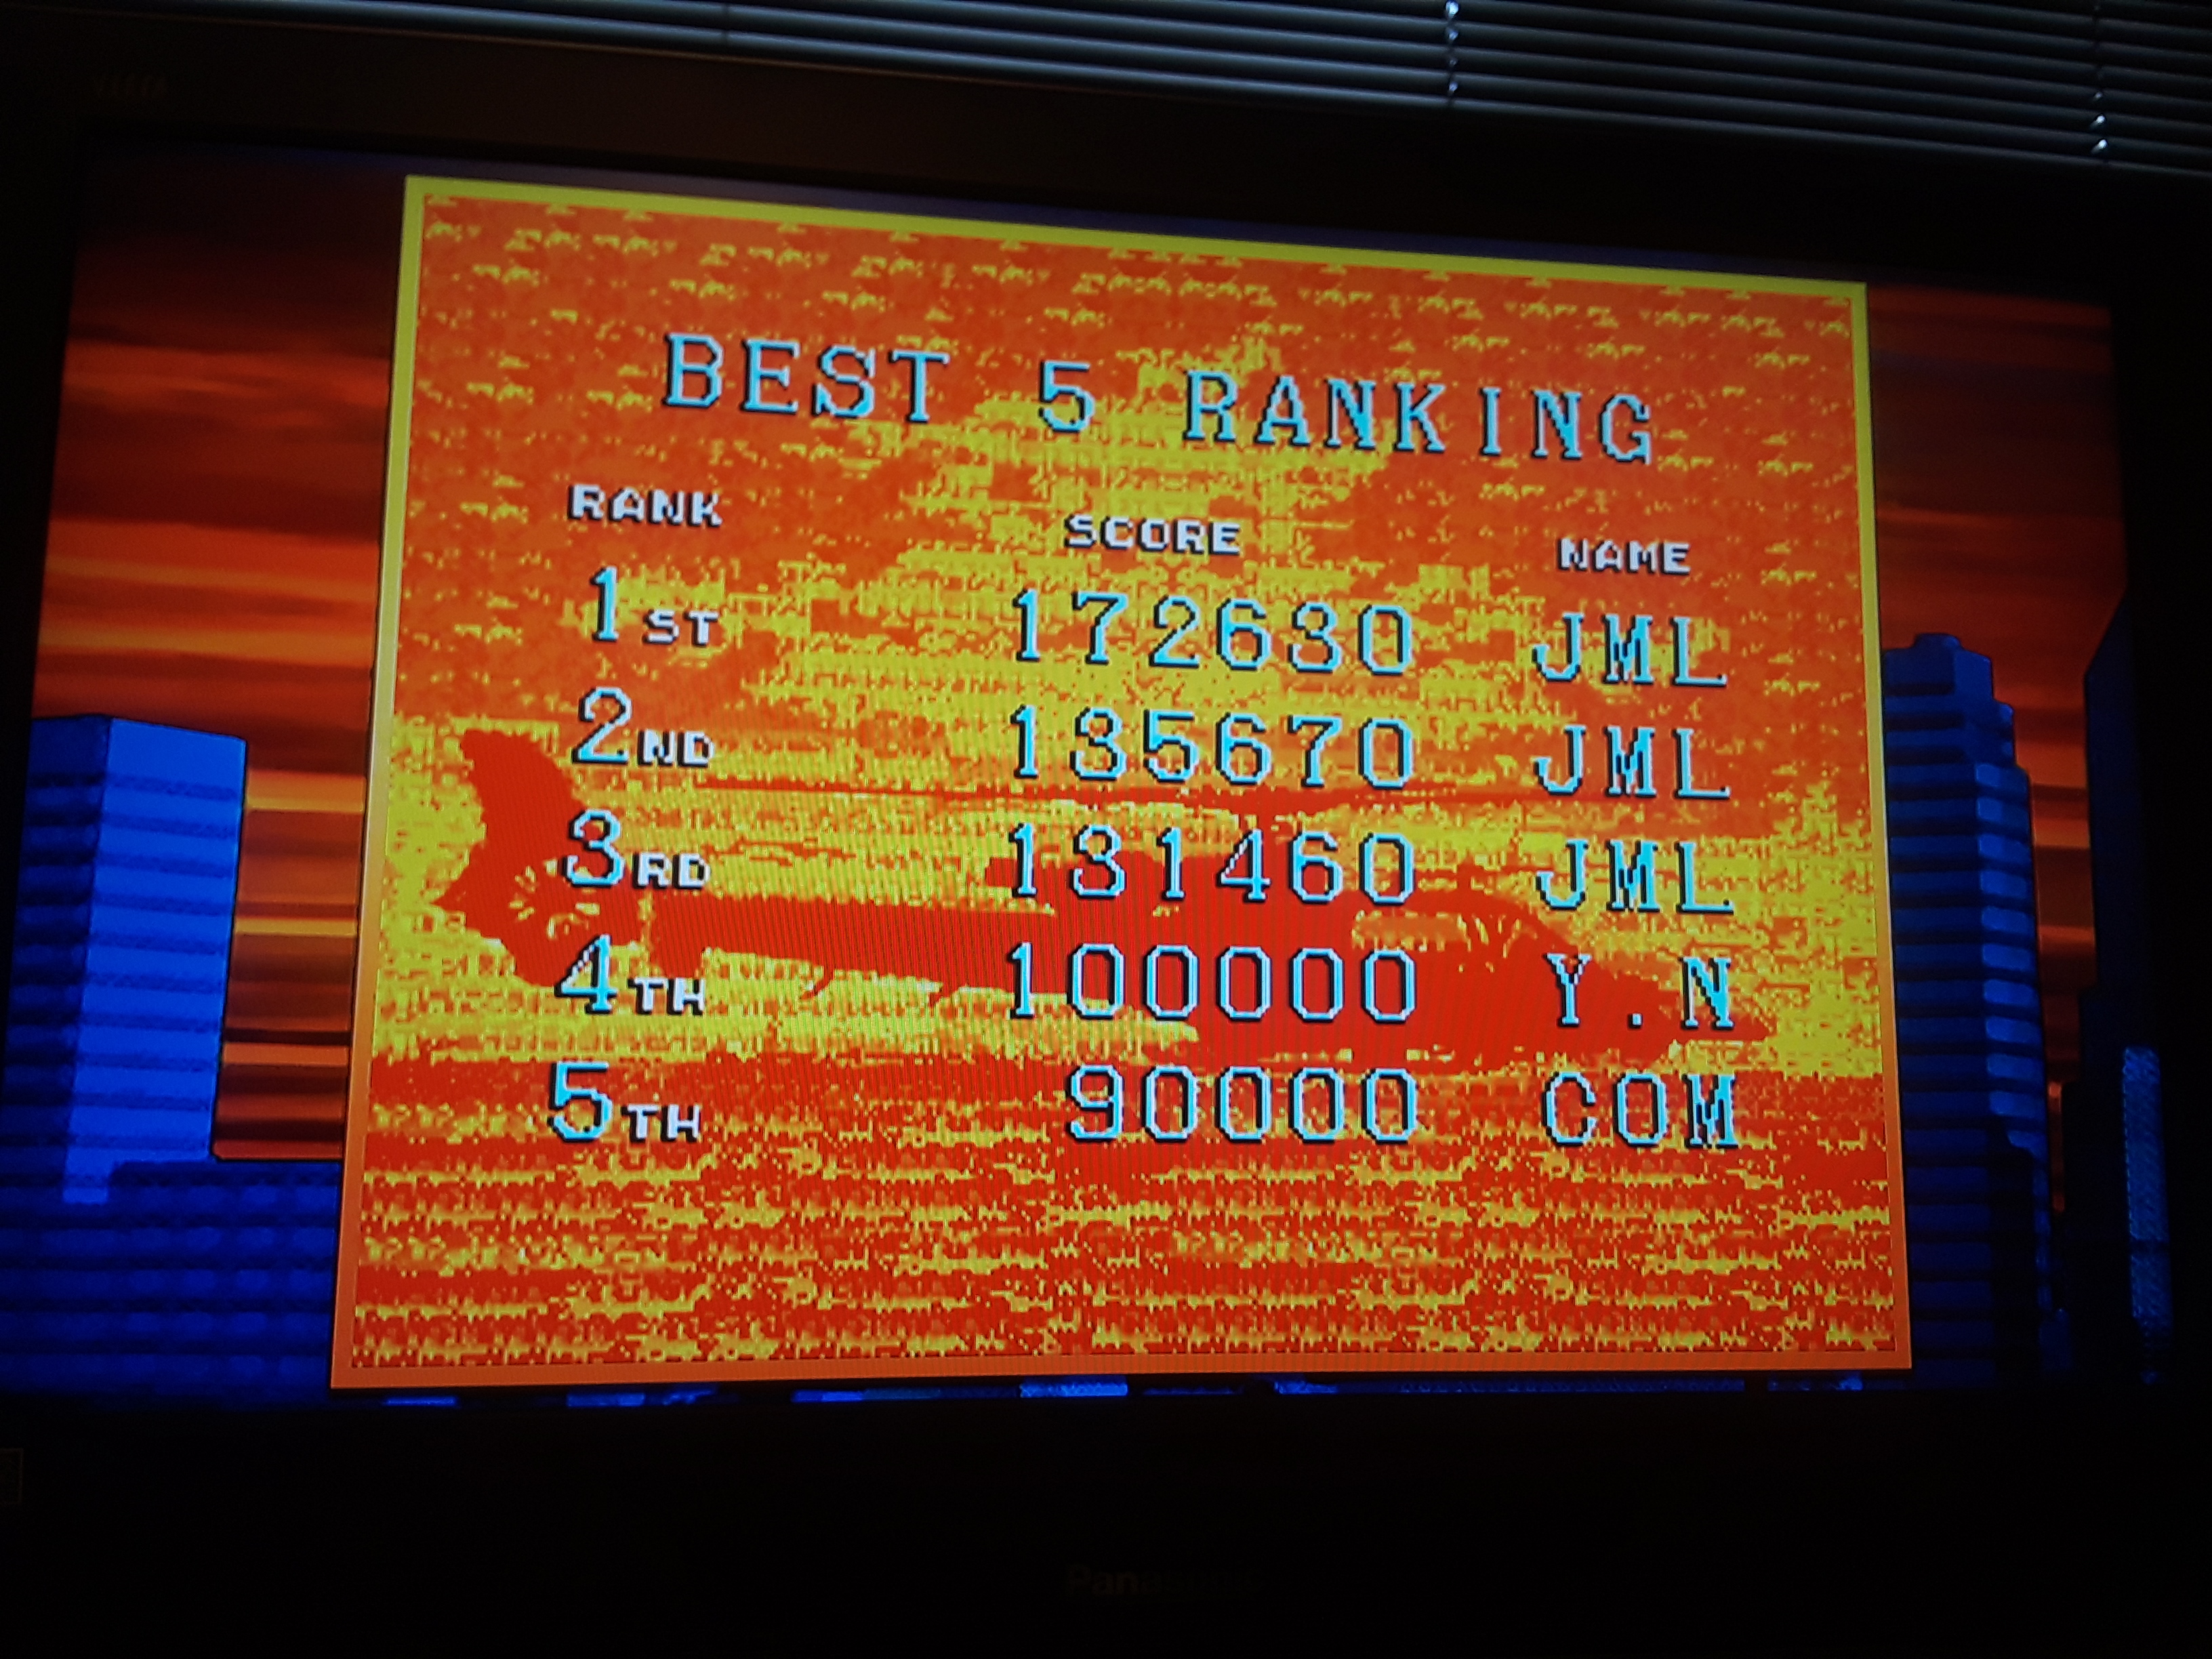 BEST 5 RANKING
RANK SCORE NAME
1ST 172630 JML
2ND 135670 JML
3RD 131460 JML
4TH 100000 Y.N
5TH 90000 COM
Panasonic